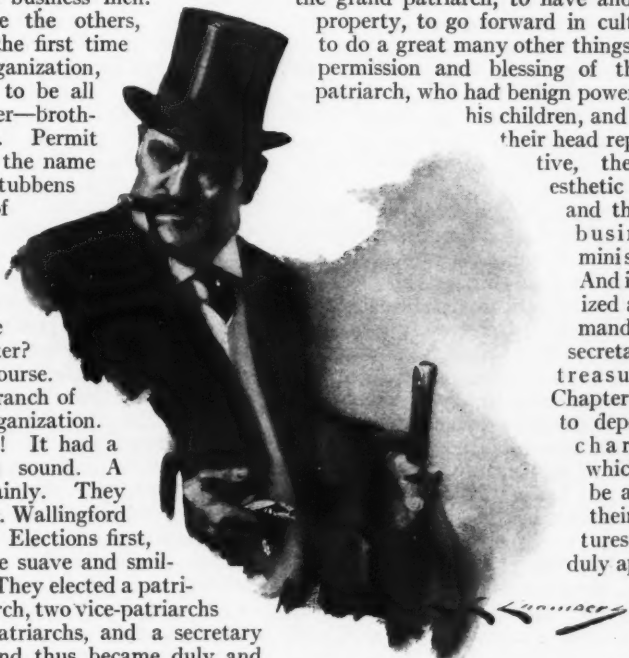 business men.
e the others,
the first time
ganization,
to be all
er—broth-
. Permit
the name
tubbens
of
e
ter?
ourse.
ranch of
ganization.
! It had a
sound. A
ainly. They
. Wallingford
Elections first,
e suave and smil-
They elected a patri-
rch, two vice-patriarchs
atriarchs, and a secretary
nd thus became duly and
the grand patriarch, to have and
property, to go forward in cult
to do a great many other things
permission and blessing of th
patriarch, who had benign power
his children, and
their head rep
tive, the
esthetic
and th
busin
minis
And i
ized a
mand
secreta
treasu
Chapter
to dep
char
whic
be a
their
tures
duly ap
Chambers